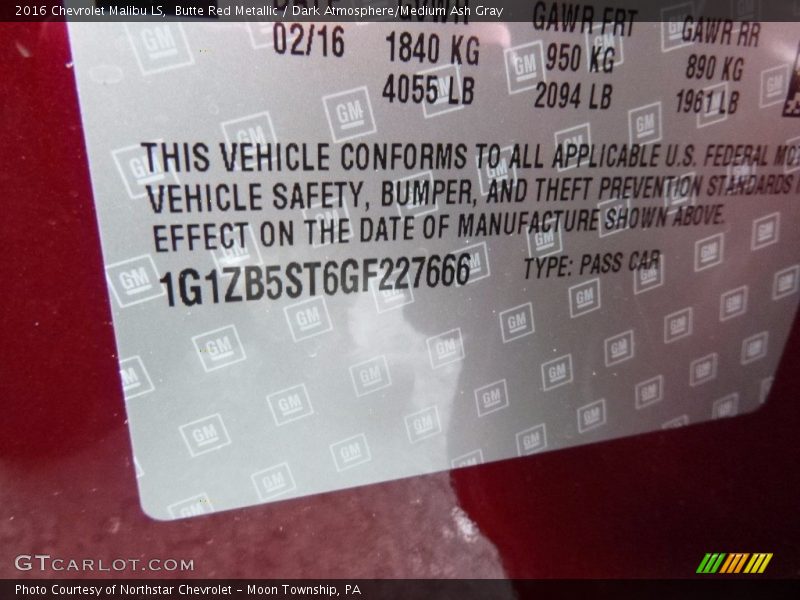 2016 Chevrolet Malibu LS,  Butte Red Metallic / Dark Atmosphere/Medium Ash Gray
GAWR FRT GAWR RR
02/16 1840 KG 950 KG 890 KG
4055 LB 2094 LB 1961 LB
THIS VEHICLE CONFORMS TO ALL APPLICABLE U.S. FEDERAL
VEHICLE SAFETY, BUMPER, AND THEFT PREVENTION STANDARDS
EFFECT ON THE DATE OF MANUFACTURE SHOWN ABOVE.
1G1ZB5ST6GF227666 TYPE: PASS CAR
GM
GTCARLOT.COM
Photo Courtesy of Northstar Chevrolet - Moon Township, PA